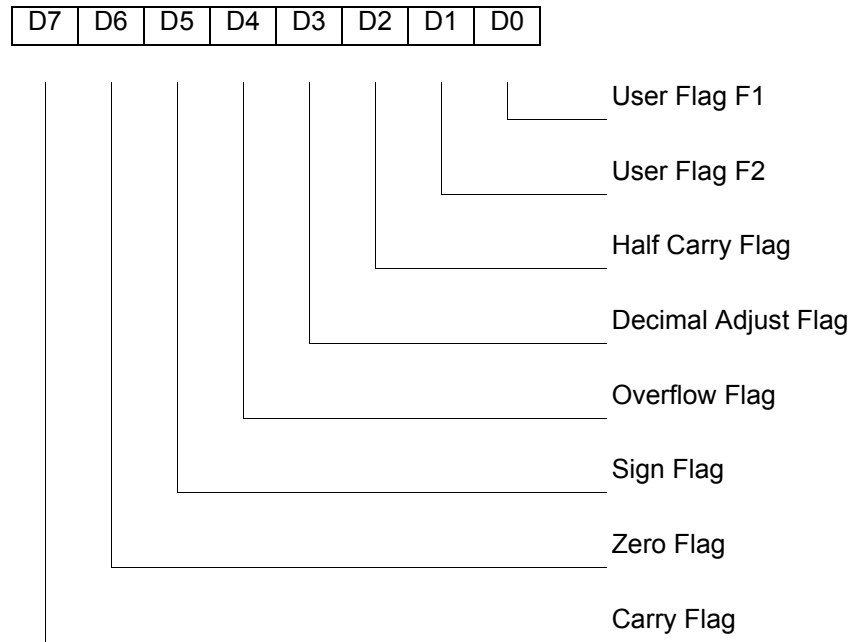 D7 D6 D5 D4 D3 D2 D1 D0
User Flag F1
User Flag F2
Half Carry Flag
Decimal Adjust Flag
Overflow Flag
Sign Flag
Zero Flag
Carry Flag